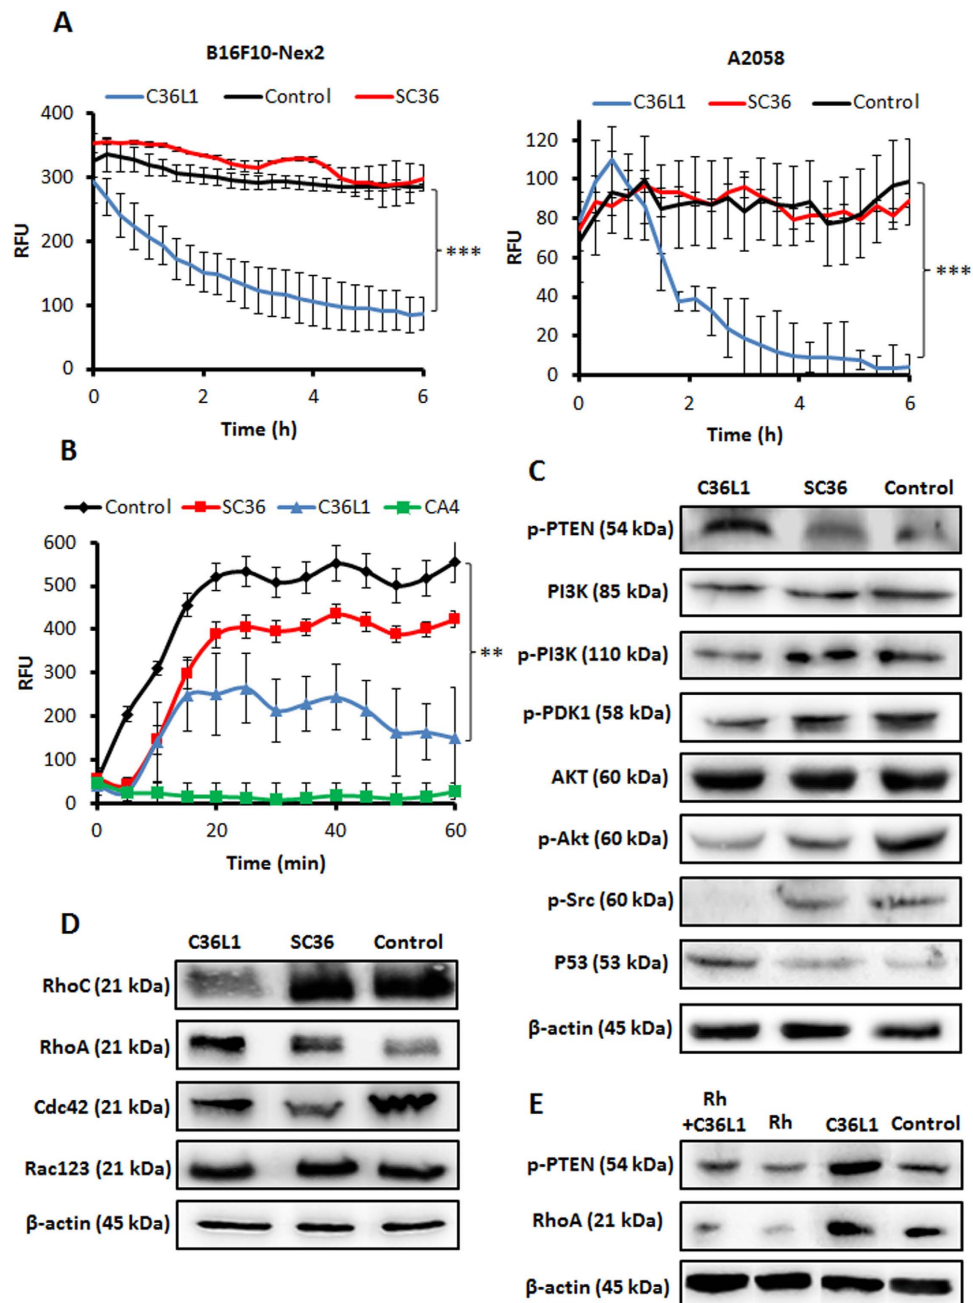 A
B16F10-Nex2
C36L1 Control SC36
400
300
200
100
0
RFU
0 2 4 6
Time (h)
***
A2058
C36L1 SC36 Control
120
100
80
60
40
20
0
RFU
0 2 4 6
Time (h)
***
B
Control SC36 C36L1 CA4
600
500
400
300
200
100
0
RFU
0 20 40 60
Time (min)
**
C
C36L1 SC36 Control
p-PTEN (54 kDa)
PI3K (85 kDa)
p-PI3K (110 kDa)
p-PDK1 (58 kDa)
AKT (60 kDa)
p-Akt (60 kDa)
p-Src (60 kDa)
P53 (53 kDa)
β-actin (45 kDa)
D
C36L1 SC36 Control
RhoC (21 kDa)
RhoA (21 kDa)
Cdc42 (21 kDa)
Rac123 (21 kDa)
β-actin (45 kDa)
E
Rh
+C36L1 Rh C36L1 Control
p-PTEN (54 kDa)
RhoA (21 kDa)
β-actin (45 kDa)